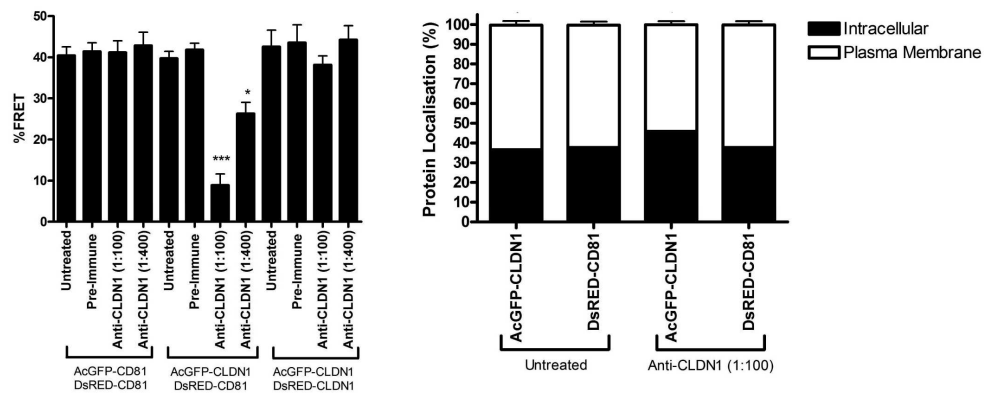 50
40
30
20
10
0
%FRET
***
*
Untreated
Pre-Immune
Anti-CLDN1 (1:100)
Anti-CLDN1 (1:400)
Untreated
Pre-Immune
Anti-CLDN1 (1:100)
Anti-CLDN1 (1:400)
Untreated
Pre-Immune
Anti-CLDN1 (1:100)
Anti-CLDN1 (1:400)
AcGFP-CD81
DsRED-CD81
AcGFP-CLDN1
DsRED-CD81
AcGFP-CLDN1
DsRED-CLDN1
100
90
80
70
60
50
40
30
20
10
0
Protein Localisation (%)
Intracellular
Plasma Membrane
AcGFP-CLDN1
DsRED-CD81
AcGFP-CLDN1
DsRED-CD81
Untreated
Anti-CLDN1 (1:100)